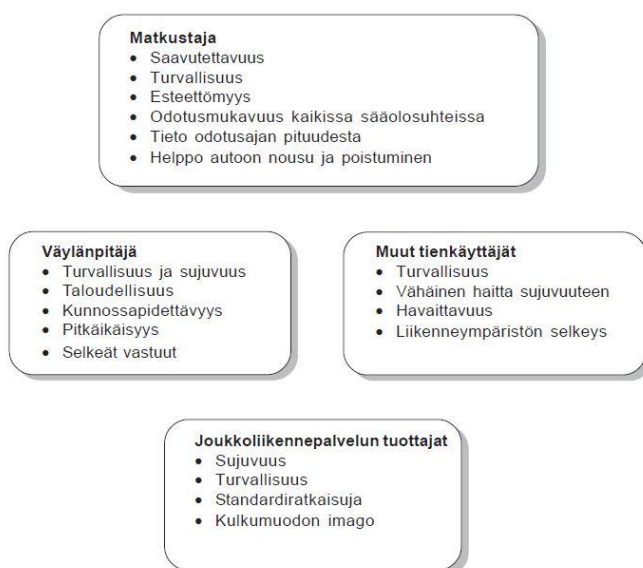 Matkustaja
• Saavutettavuus
• Turvallisuus
• Esteettömyys
• Odotusmukavuus kaikissa sääolosuhteissa
• Tieto odotusajan pituudesta
• Helppo autoon nousu ja poistuminen
Väylänpitäjä
• Turvallisuus ja sujuvuus
• Taloudellisuus
• Kunnossapidettävyys
• Pitkäikäisyys
• Selkeät vastuut
Muut tienkäyttäjät
• Turvallisuus
• Vähäinen haitta sujuvuuteen
• Havaittavuus
• Liikenneympäristön selkeys
Joukkoliikennepalvelun tuottajat
• Sujuvuus
• Turvallisuus
• Standardiratkaisuja
• Kulkumuodon imago